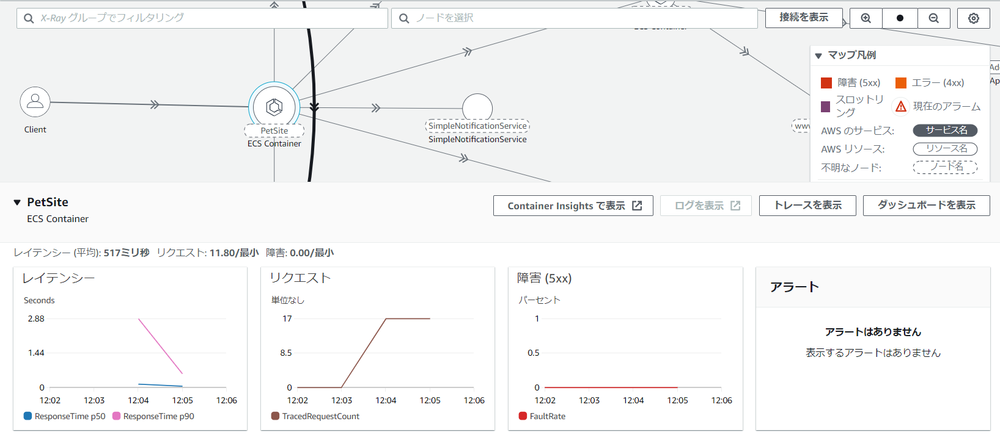 X-Ray グループでフィルタリング
ノードを選択
接続を表示
マップ凡例
障害 (5xx)
エラー (4xx)
スロットリング
現在のアラーム
AWS のサービス:
サービス名
AWS リソース:
リソース名
不明なノード:
ノード名
Client
PetSite
ECS Container
SimpleNotificationService
SimpleNotificationService
www
Ad
Ap
PetSite
ECS Container
Container Insights で表示
ログを表示
トレースを表示
ダッシュボードを表示
レイテンシー (平均): 517ミリ秒 リクエスト: 11.80/最小 障害: 0.00/最小
レイテンシー
Seconds
2.88
1.44
0
12:02 12:03 12:04 12:05 12:06
ResponseTime p50 ResponseTime p90
リクエスト
単位なし
17
8.5
0
12:02 12:03 12:04 12:05 12:06
TracedRequestCount
障害 (5xx)
パーセント
1
0.5
0
12:02 12:03 12:04 12:05 12:06
FaultRate
アラート
アラートはありません
表示するアラートはありません